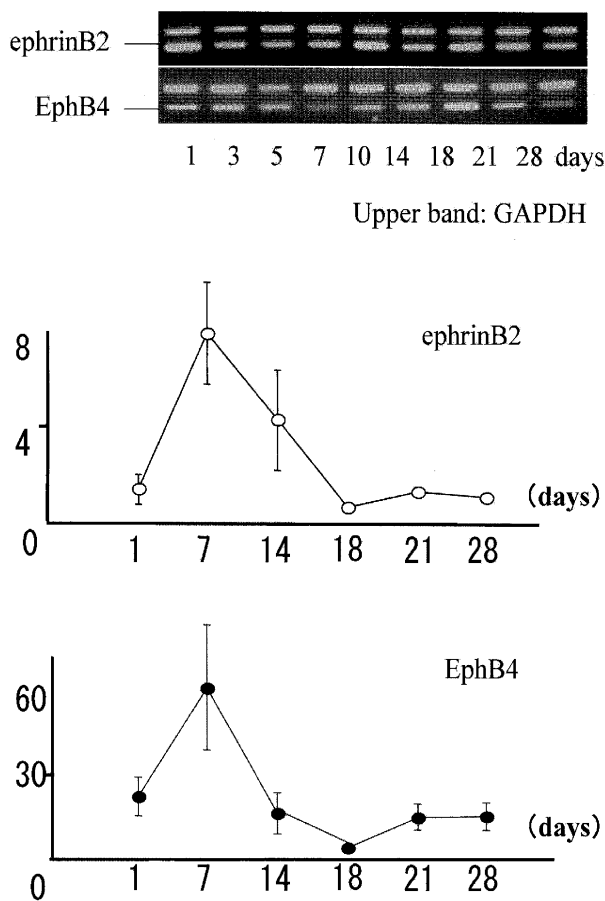 ephrinB2
EphB4
1 3 5 7 10 14 18 21 28 days
Upper band: GAPDH
ephrinB2
8
4
0
(days)
1 7 14 18 21 28
EphB4
60
30
0
(days)
1 7 14 18 21 28